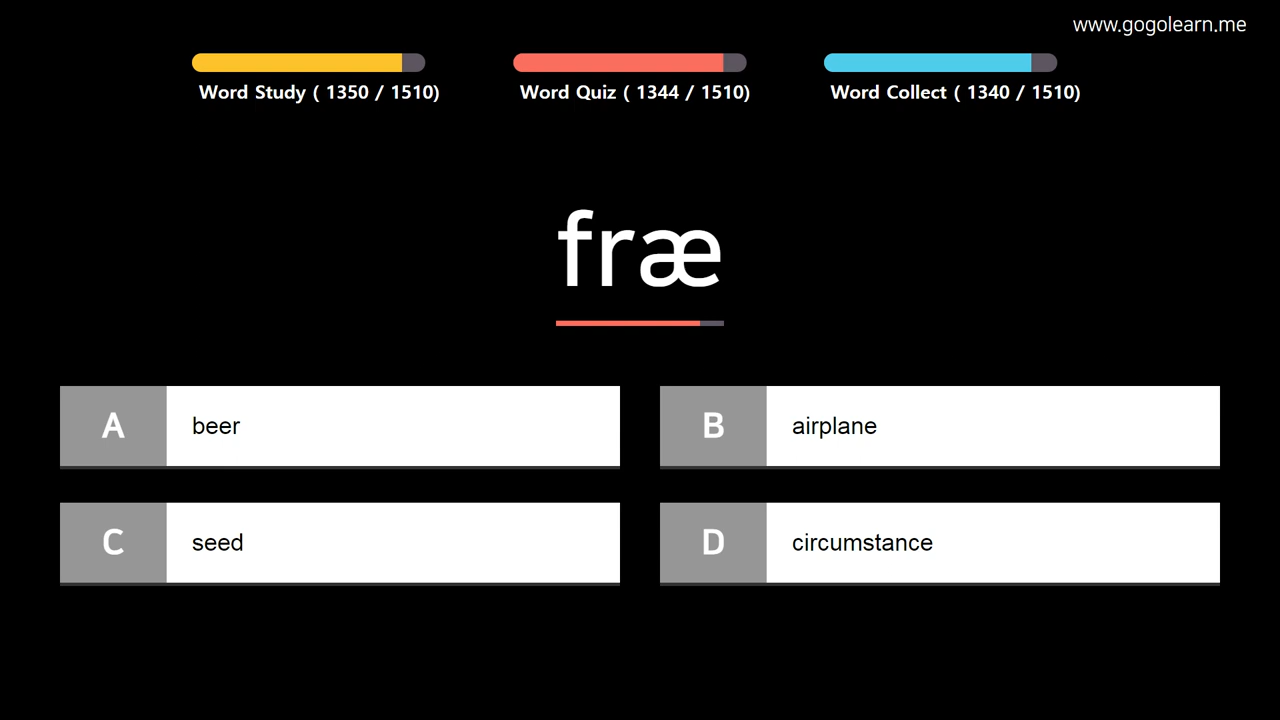 www.gogolearn.me
Word Study ( 1350 / 1510)
Word Quiz ( 1344 / 1510)
Word Collect ( 1340 / 1510)
fræ
A beer
B airplane
C seed
D circumstance